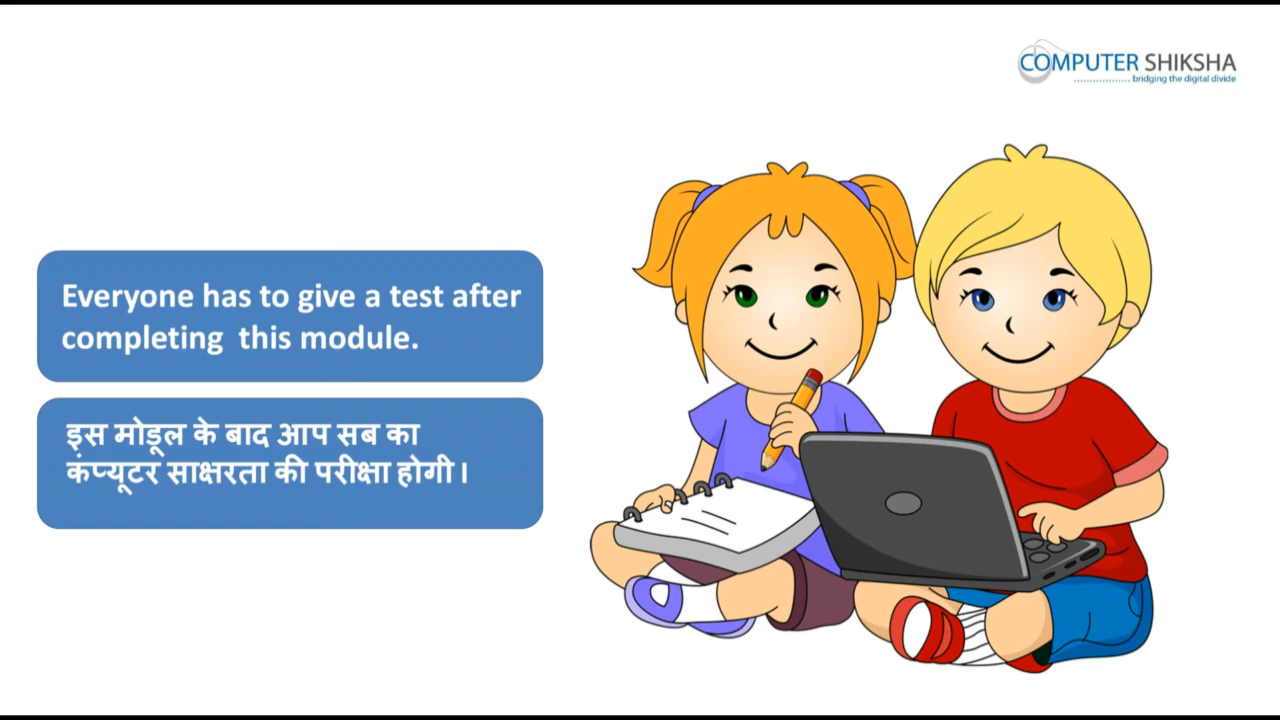 COMPUTER SHIKSHA
.................. bridging the digital divide
Everyone has to give a test after
completing  this module.
इस मोडूल के बाद आप सब का
कंप्यूटर साक्षरता की परीक्षा होगी।